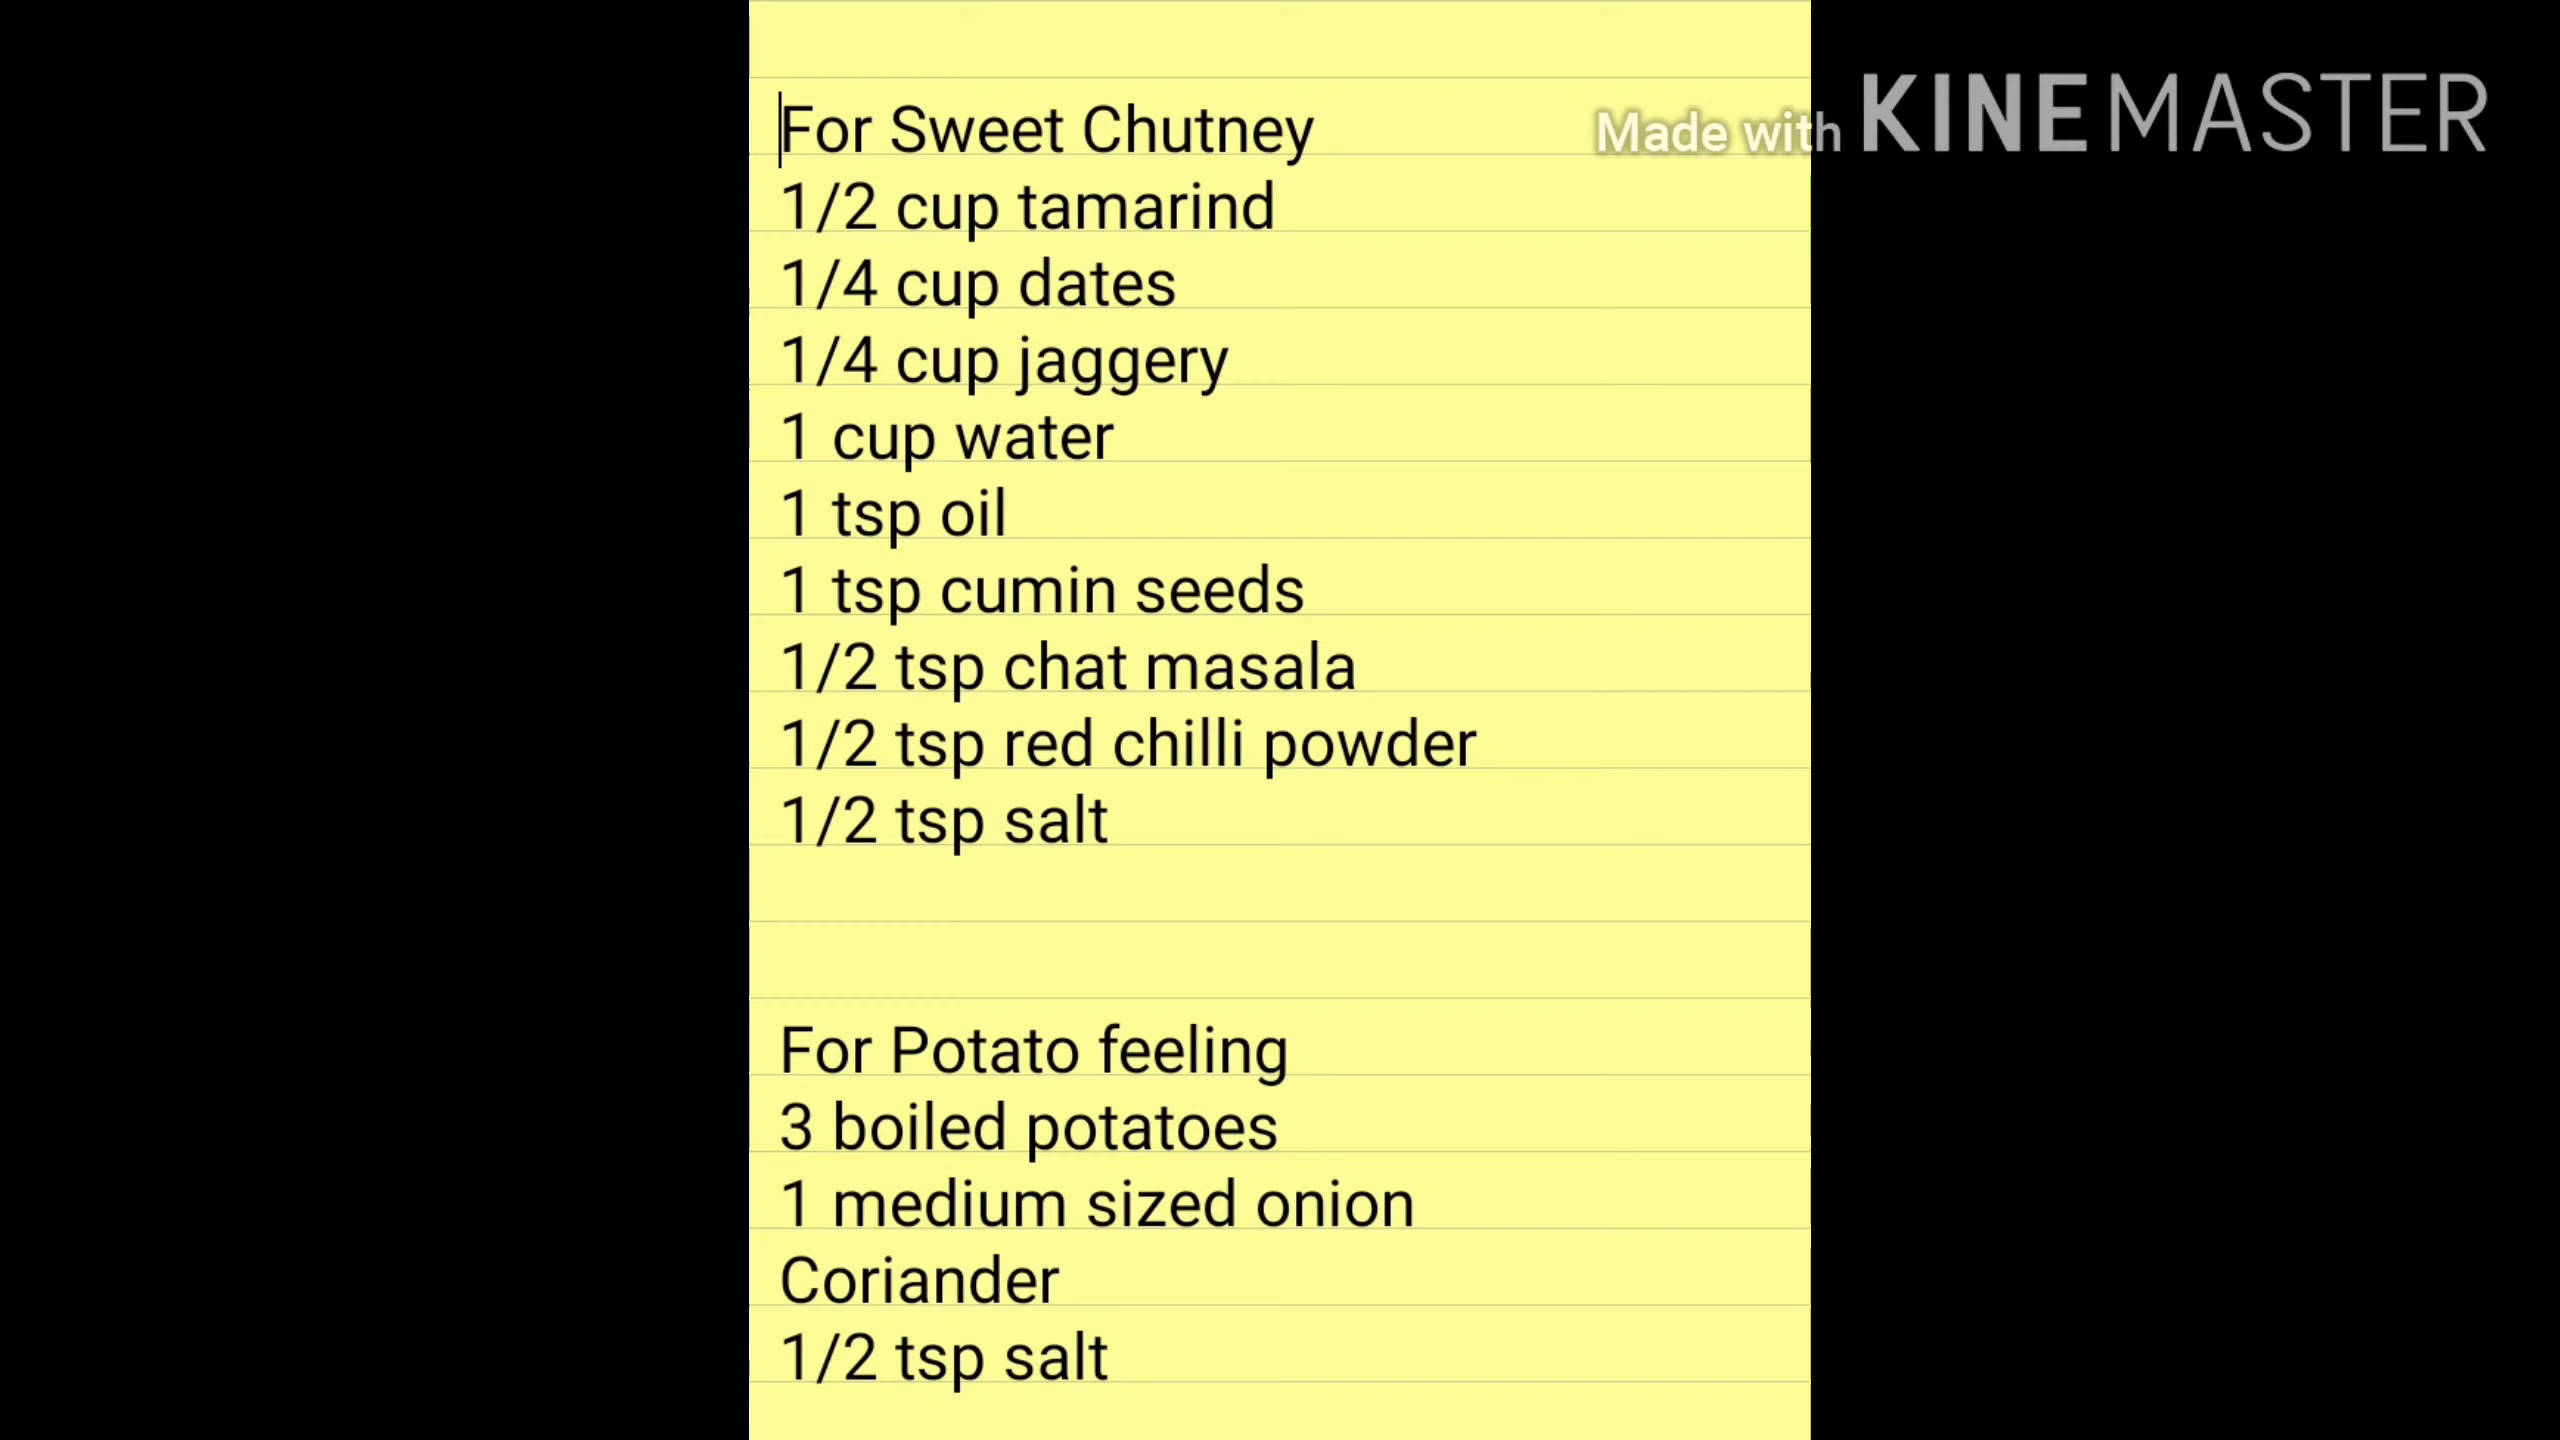 For Sweet Chutney
Made with KINEMASTER
1/2 cup tamarind
1/4 cup dates
1/4 cup jaggery
1 cup water
1 tsp oil
1 tsp cumin seeds
1/2 tsp chat masala
1/2 tsp red chilli powder
1/2 tsp salt
For Potato feeling
3 boiled potatoes
1 medium sized onion
Coriander
1/2 tsp salt